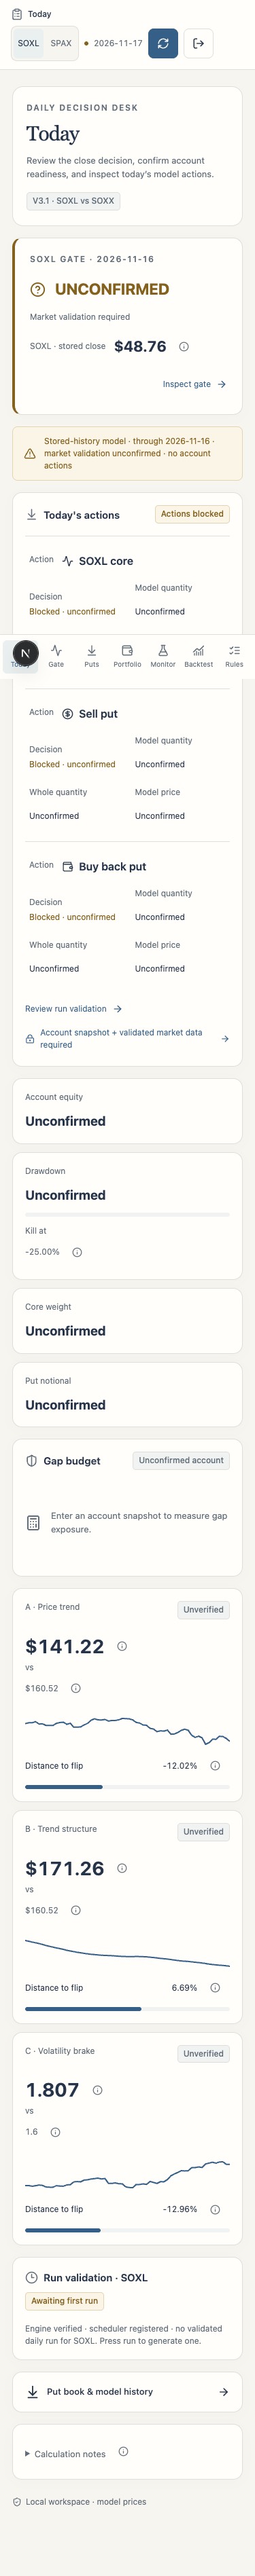 Today
SOXL SPAX 2026-11-17
DAILY DECISION DESK
Today
Review the close decision, confirm account
readiness, and inspect today's model actions.
V3.1 · SOXL vs SOXX
SOXL GATE · 2026-11-16
UNCONFIRMED
Market validation required
SOXL · stored close $48.76
Inspect gate
Stored-history model · through 2026-11-16 ·
market validation unconfirmed · no account
actions
Today's actions Actions blocked
Action SOXL core
Model quantity
Decision
Blocked · unconfirmed Unconfirmed
N
Gate Puts Portfolio Monitor Backtest Rules
Action Sell put
Model quantity
Decision
Blocked · unconfirmed Unconfirmed
Whole quantity Model price
Unconfirmed Unconfirmed
Action Buy back put
Model quantity
Decision
Blocked · unconfirmed Unconfirmed
Whole quantity Model price
Unconfirmed Unconfirmed
Review run validation
Account snapshot + validated market data
required
Account equity
Unconfirmed
Drawdown
Unconfirmed
Kill at
-25.00%
Core weight
Unconfirmed
Put notional
Unconfirmed
Gap budget Unconfirmed account
Enter an account snapshot to measure gap
exposure.
A · Price trend Unverified
$141.22
vs
$160.52
Distance to flip -12.02%
B · Trend structure Unverified
$171.26
vs
$160.52
Distance to flip 6.69%
C · Volatility brake Unverified
1.807
vs
1.6
Distance to flip -12.96%
Run validation · SOXL
Awaiting first run
Engine verified · scheduler registered · no validated
daily run for SOXL. Press run to generate one.
Put book & model history
Calculation notes
Local workspace · model prices